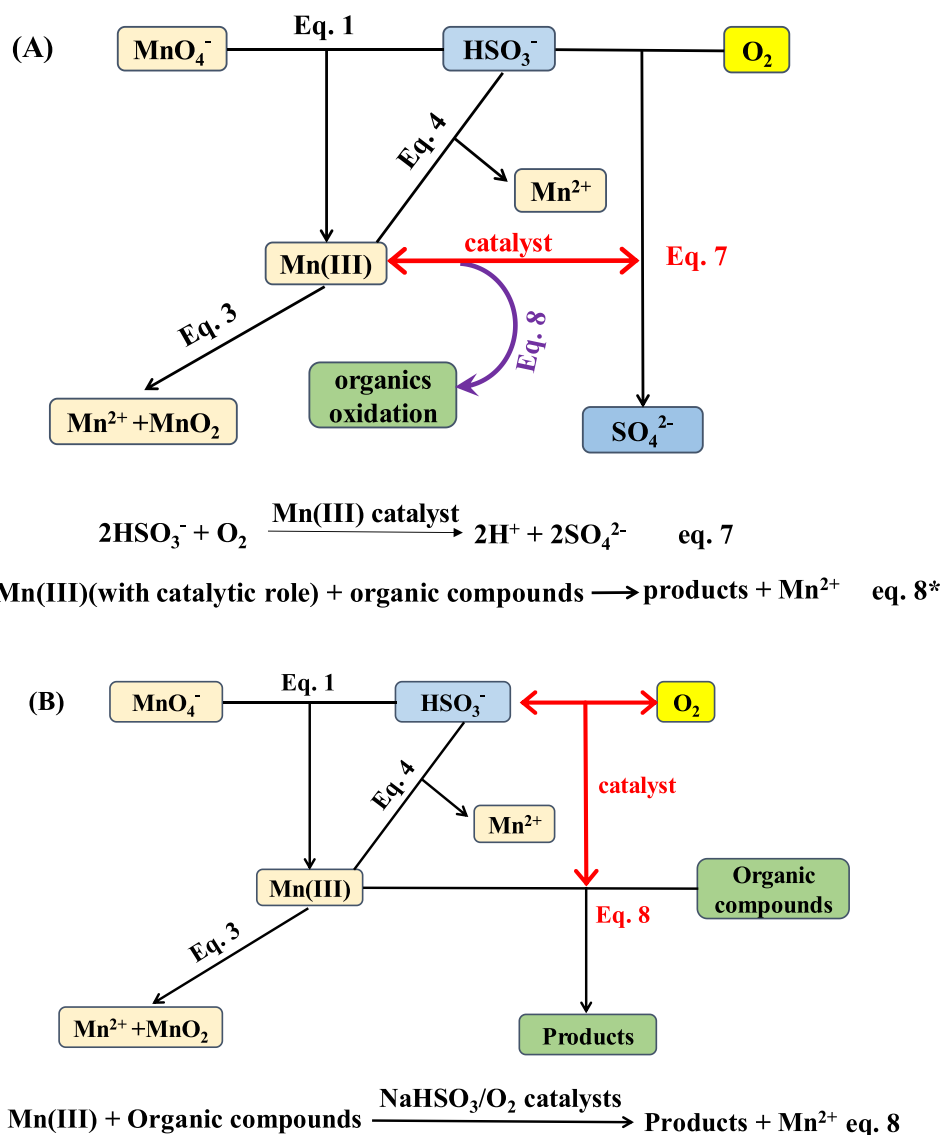 (A)
MnO₄⁻
Eq. 1
HSO₃⁻
O₂
Eq. 4
Mn²⁺
Mn(III)
catalyst
Eq. 7
Eq. 3
Eq. 8
organics
oxidation
Mn²⁺ +MnO₂
SO₄²⁻
2HSO₃⁻ + O₂ Mn(III) catalyst 2H⁺ + 2SO₄²⁻ eq. 7
Mn(III)(with catalytic role) + organic compounds → products + Mn²⁺ eq. 8*
(B)
MnO₄⁻
Eq. 1
HSO₃⁻
O₂
Eq. 4
catalyst
Mn²⁺
Mn(III)
Organic
compounds
Eq. 8
Eq. 3
Mn²⁺ +MnO₂
Products
Mn(III) + Organic compounds NaHSO₃/O₂ catalysts → Products + Mn²⁺ eq. 8